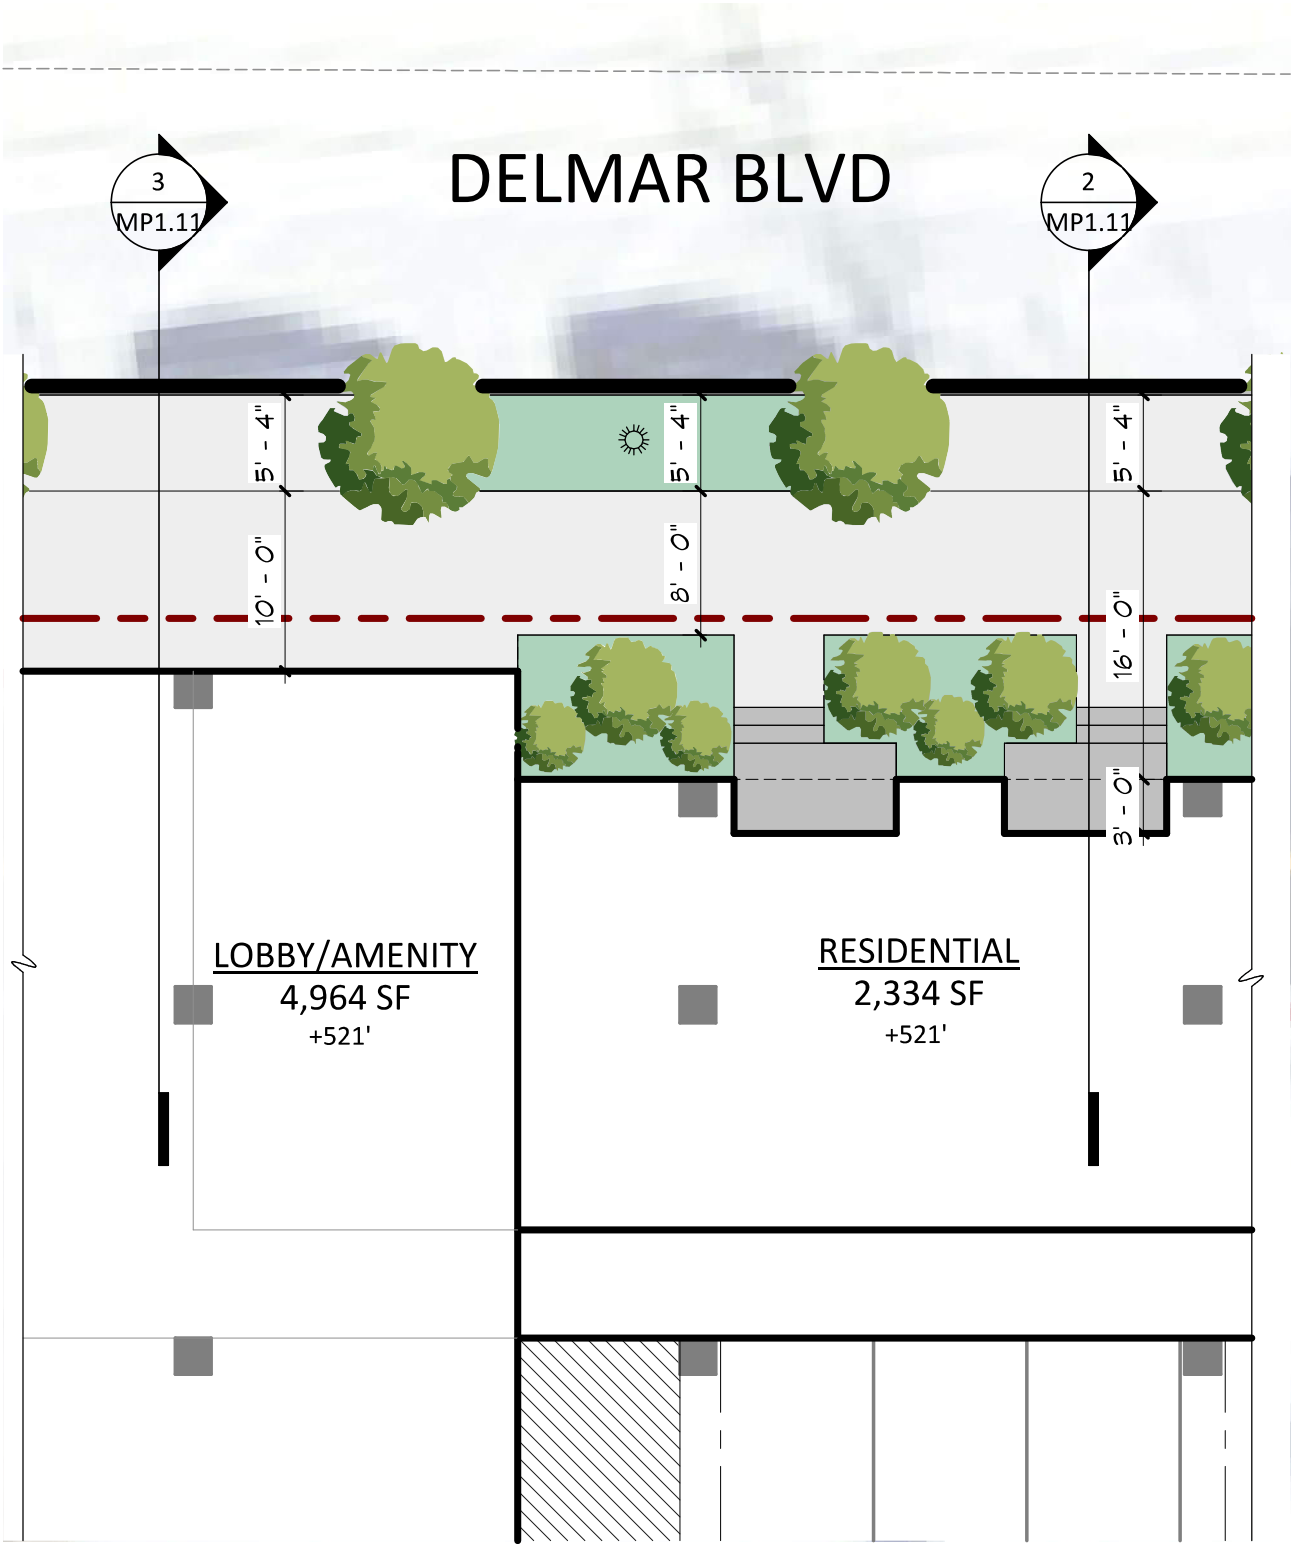 DELMAR BLVD
3
MP1.11
2
MP1.11
5' - 4"
5' - 4"
5' - 4"
10' - 0"
8' - 0"
16' - 0"
3' - 0"
LOBBY/AMENITY
4,964 SF
+521'
RESIDENTIAL
2,334 SF
+521'